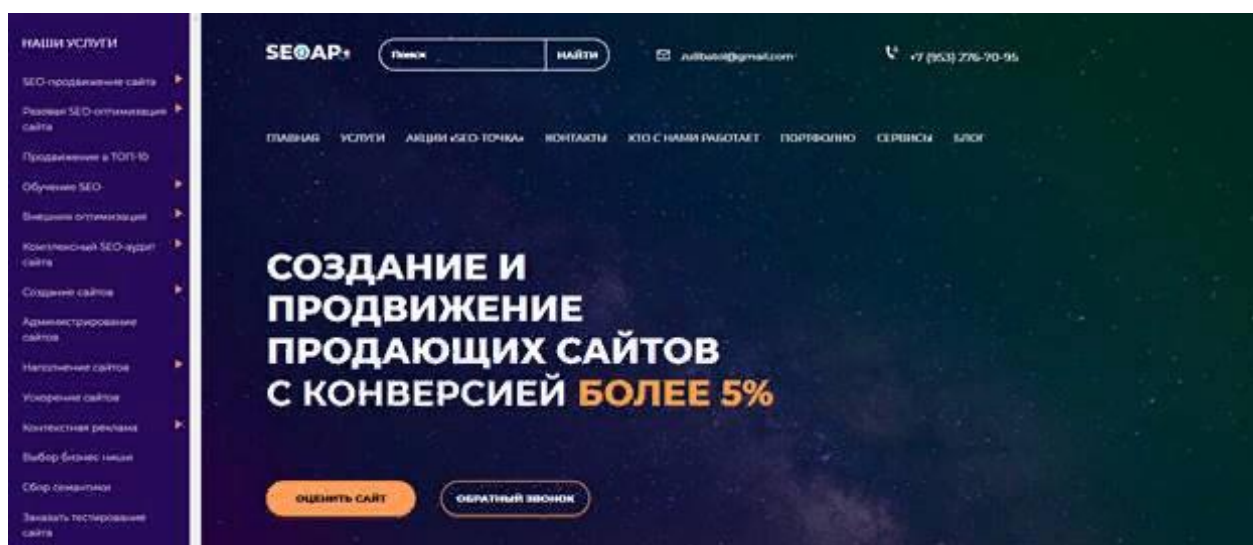 НАШИ УСЛУГИ
SEO-продвижение сайта
Разовая SEO-оптимизация
сайта
Продвижение в ТОП-10
Обучение SEO
Внешняя оптимизация
Комплексный SEO-аудит
сайта
Создание сайтов
Администрирование
сайтов
Наполнение сайтов
Ускорение сайтов
Контекстная реклама
Выбор бизнес ниши
Сбор семантики
Заказать тестирование
сайта
Поиск
НАЙТИ
+7 (953) 276-70-95
ГЛАВНАЯ УСЛУГИ АКЦИИ «SEO-ТОЧКА» КОНТАКТЫ КТО С НАМИ РАБОТАЕТ ПОРТФОЛИО СЕРВИСЫ БЛОГ
СОЗДАНИЕ И
ПРОДВИЖЕНИЕ
ПРОДАЮЩИХ САЙТОВ
С КОНВЕРСИЕЙ БОЛЕЕ 5%
ОЦЕНИТЬ САЙТ
ОБРАТНЫЙ ЗВОНОК